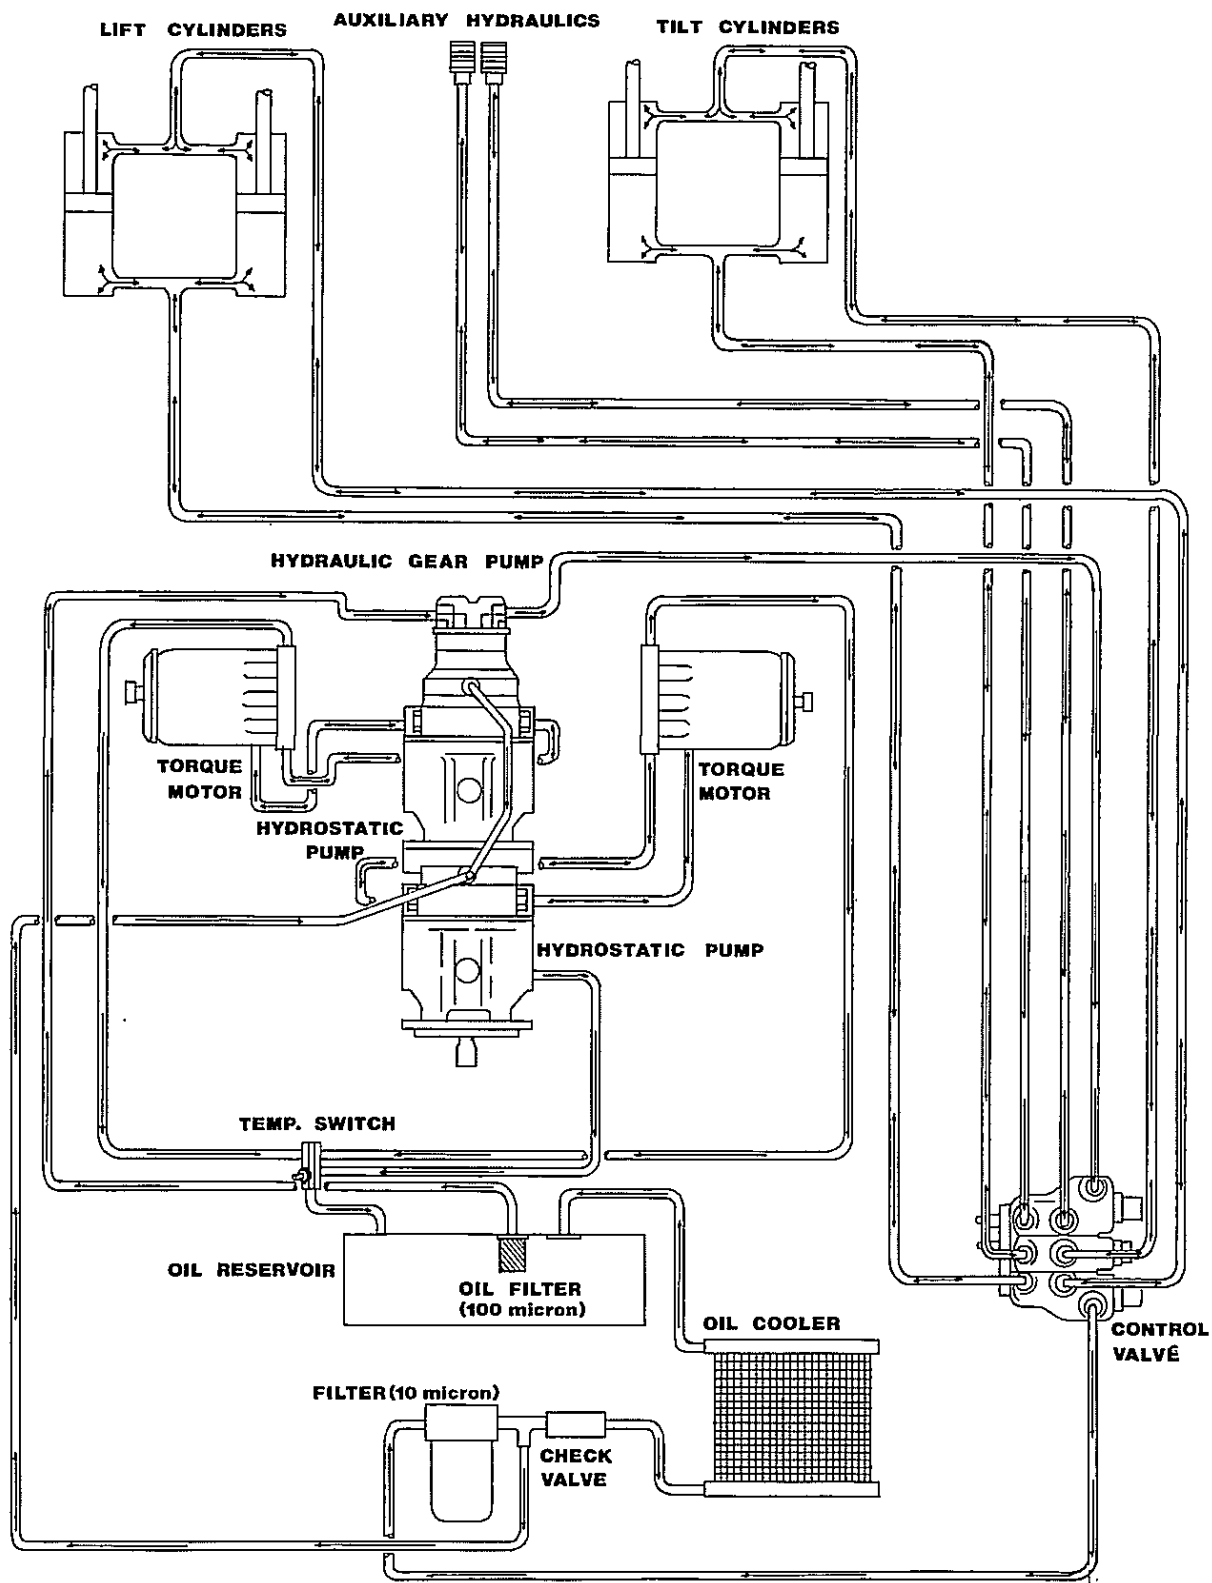 LIFT CYLINDERS
AUXILIARY HYDRAULICS
TILT CYLINDERS
HYDRAULIC GEAR PUMP
TORQUE
MOTOR
TORQUE
MOTOR
HYDROSTATIC
PUMP
HYDROSTATIC PUMP
TEMP. SWITCH
OIL RESERVOIR
OIL FILTER
(100 micron)
OIL COOLER
CONTROL
VALVE
FILTER (10 micron)
CHECK
VALVE